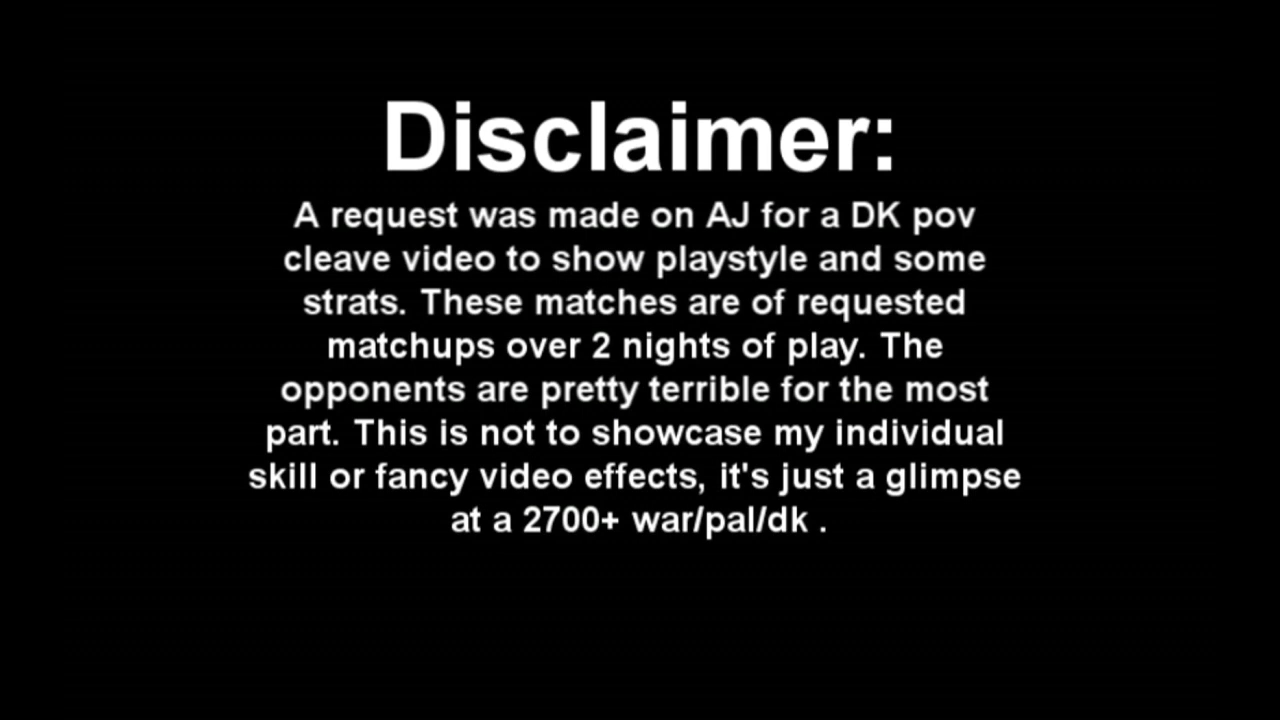 Disclaimer:
A request was made on AJ for a DK pov
cleave video to show playstyle and some
strats. These matches are of requested
matchups over 2 nights of play. The
opponents are pretty terrible for the most
part. This is not to showcase my individual
skill or fancy video effects, it's just a glimpse
at a 2700+ war/pal/dk .